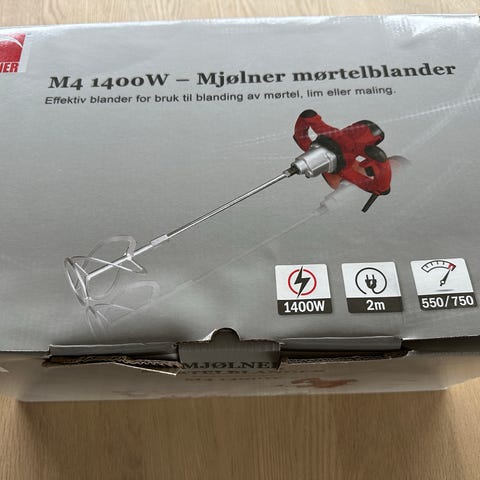 M4 1400W – Mjølner mørtelblander
Effektiv blander for bruk til blanding av mørtel, lim eller maling.
1400W
2m
550/750
MJØLNER